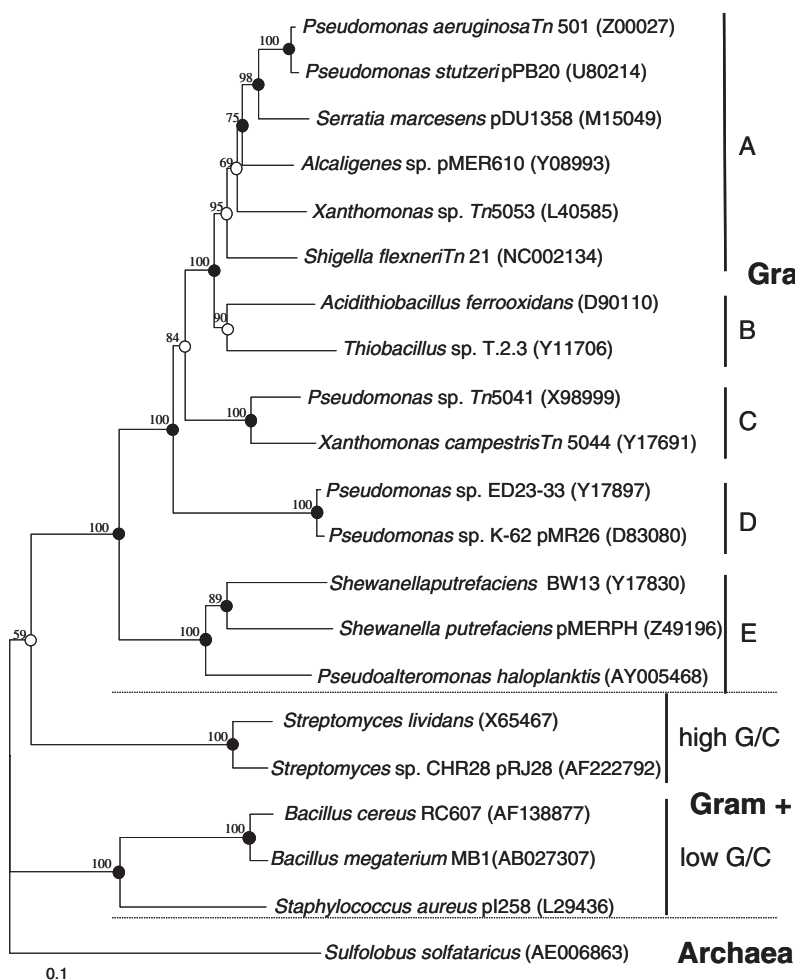 100
Pseudomonas aeruginosaTn 501 (Z00027)
98
Pseudomonas stutzeri pPB20 (U80214)
75
Serratia marcesens pDU1358 (M15049)
A
69
Alcaligenes sp. pMER610 (Y08993)
95
Xanthomonas sp. Tn5053 (L40585)
100
Shigella flexneriTn 21 (NC002134)
Gra
90
Acidithiobacillus ferrooxidans (D90110)
B
84
Thiobacillus sp. T.2.3 (Y11706)
100
Pseudomonas sp. Tn5041 (X98999)
C
100
Xanthomonas campestrisTn 5044 (Y17691)
100
Pseudomonas sp. ED23-33 (Y17897)
D
100
Pseudomonas sp. K-62 pMR26 (D83080)
89
Shewanellaputrefaciens BW13 (Y17830)
100
Shewanella putrefaciens pMERPH (Z49196)
E
59
Pseudoalteromonas haloplanktis (AY005468)
100
Streptomyces lividans (X65467)
high G/C
Streptomyces sp. CHR28 pRJ28 (AF222792)
100
Bacillus cereus RC607 (AF138877)
Gram +
100
Bacillus megaterium MB1(AB027307)
low G/C
Staphylococcus aureus pI258 (L29436)
Sulfolobus solfataricus (AE006863)
Archaea
0.1